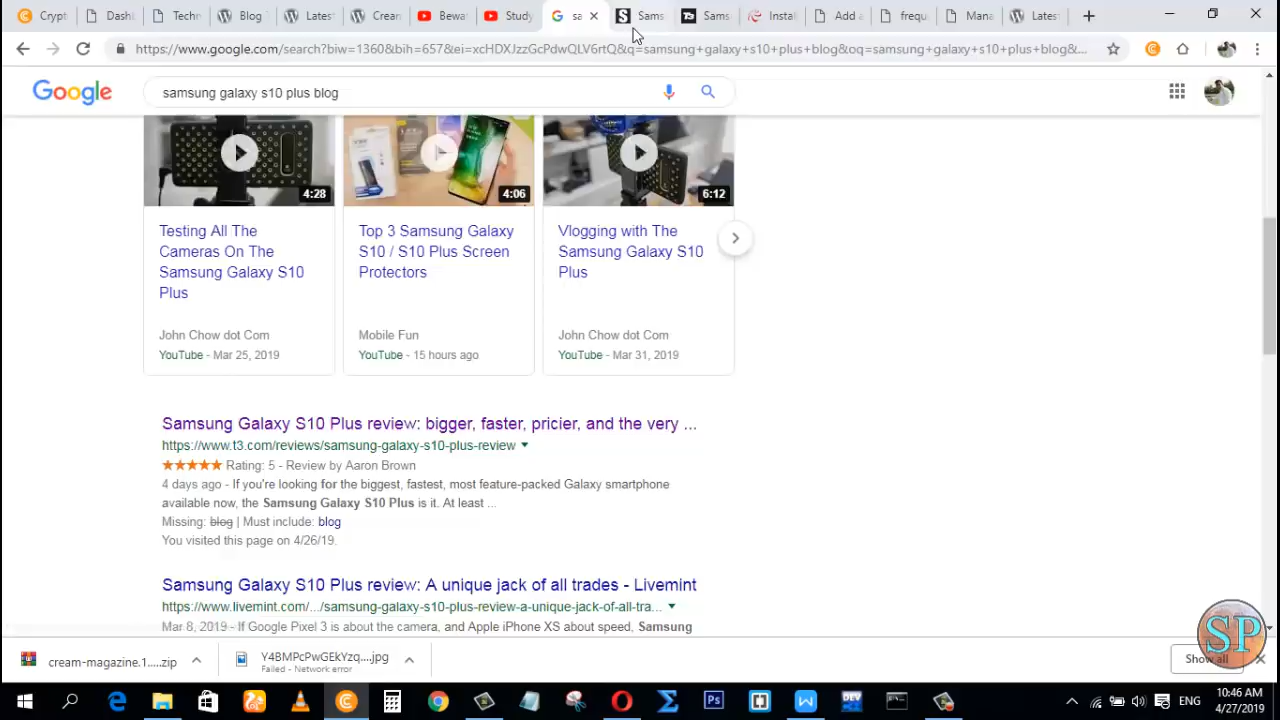 Crypt
Dash
Techn
Blog
Latest
Crean
Bewa
Study
sa
Sams
Sams
Install
Add a
frequ
Mana
Latest
https://www.google.com/search?biw=1360&bih=657&ei=xcHDXJzzGcPdwQLV6rtQ&q=samsung+galaxy+s10+plus+blog&oq=samsung+galaxy+s10+plus+blog&...
Google
samsung galaxy s10 plus blog
4:28
4:06
6:12
Testing All The
Cameras On The
Samsung Galaxy S10
Plus
John Chow dot Com
YouTube - Mar 25, 2019
Top 3 Samsung Galaxy
S10 / S10 Plus Screen
Protectors
Mobile Fun
YouTube - 15 hours ago
Vlogging with The
Samsung Galaxy S10
Plus
John Chow dot Com
YouTube - Mar 31, 2019
Samsung Galaxy S10 Plus review: bigger, faster, pricier, and the very ...
https://www.t3.com/reviews/samsung-galaxy-s10-plus-review
Rating: 5 - Review by Aaron Brown
4 days ago - If you're looking for the biggest, fastest, most feature-packed Galaxy smartphone
available now, the Samsung Galaxy S10 Plus is it. At least ...
Missing: blog | Must include: blog
You visited this page on 4/26/19.
Samsung Galaxy S10 Plus review: A unique jack of all trades - Livemint
https://www.livemint.com/.../samsung-galaxy-s10-plus-review-a-unique-jack-of-all-tra...
Mar 8, 2019 - If Google Pixel 3 is about the camera, and Apple iPhone XS about speed, Samsung
SP
cream-magazine.1.....zip
Y4BMPcPwGEkYzq....jpg
Failed - Network error
Show all
ENG
10:46 AM
4/27/2019